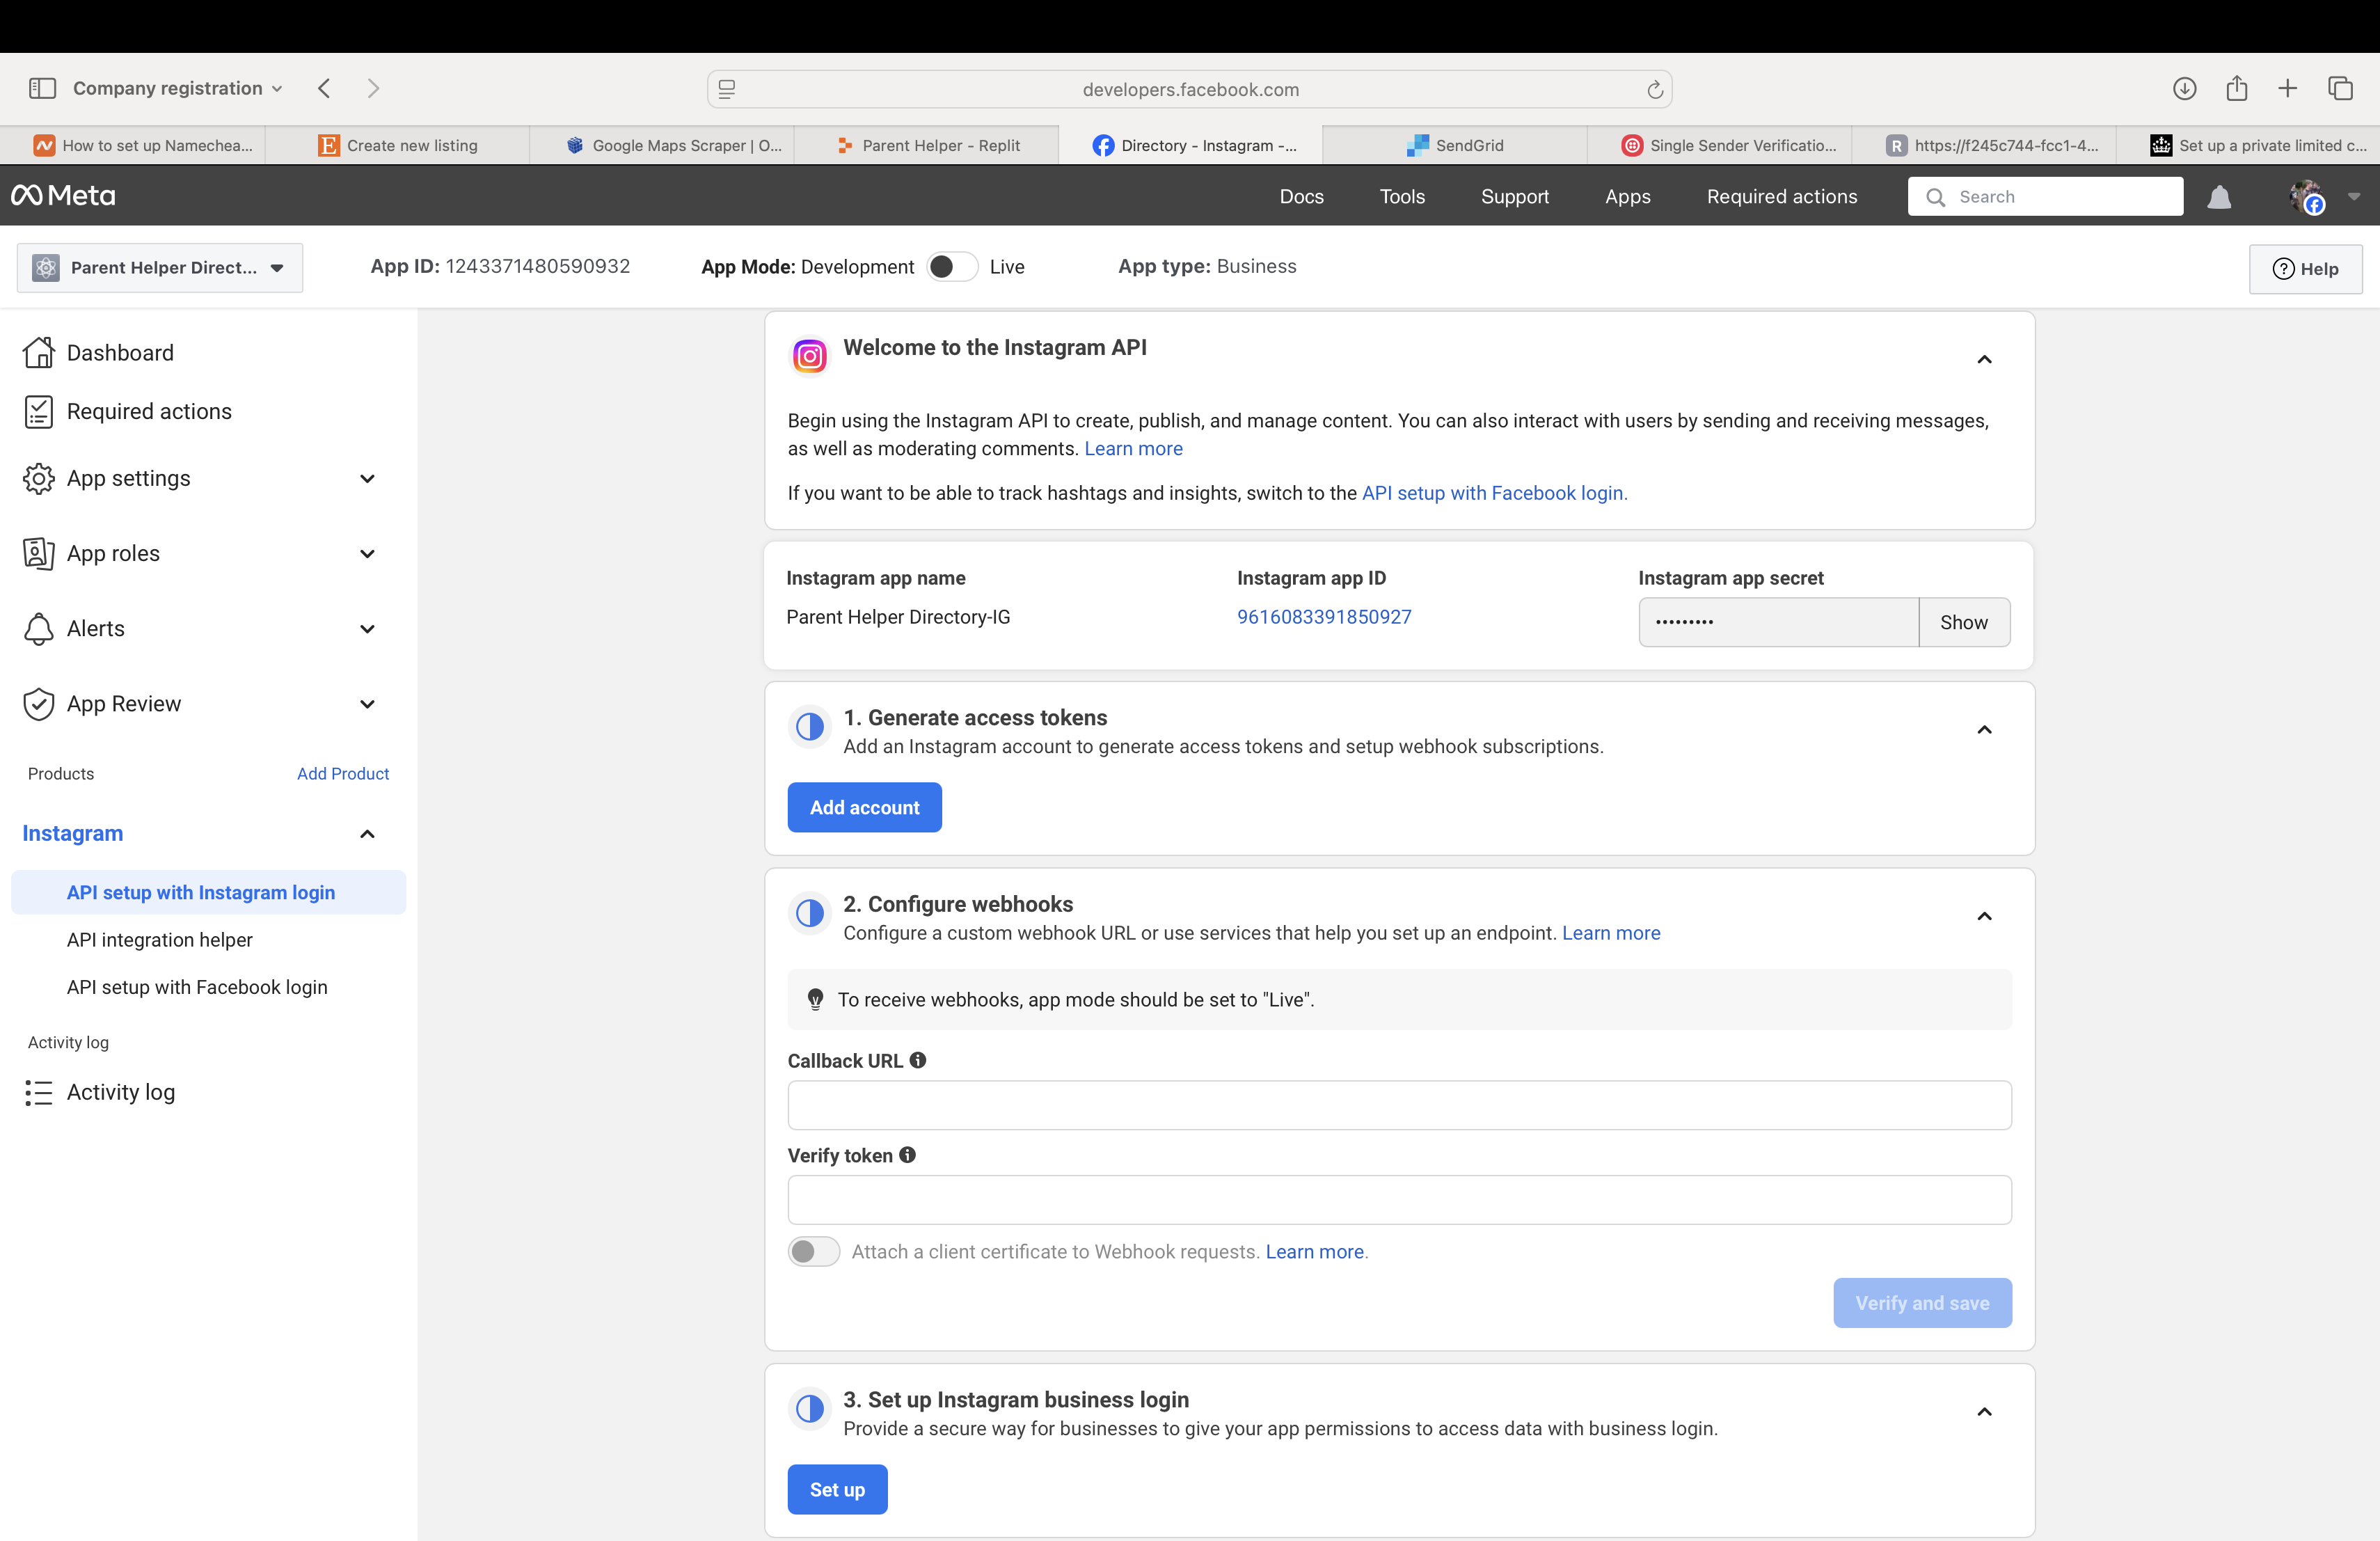 Company registration
developers.facebook.com
How to set up Namechea...
Create new listing
Google Maps Scraper | O...
Parent Helper - Replit
Directory - Instagram -...
SendGrid
Single Sender Verificatio...
R https://f245c744-fcc1-4...
Set up a private limited c...
Meta
Docs
Tools
Support
Apps
Required actions
Search
Parent Helper Direct...
App ID: 1243371480590932
App Mode: Development
Live
App type: Business
Help
Dashboard
Required actions
App settings
App roles
Alerts
App Review
Products
Add Product
Instagram
API setup with Instagram login
API integration helper
API setup with Facebook login
Activity log
Activity log
Welcome to the Instagram API
Begin using the Instagram API to create, publish, and manage content. You can also interact with users by sending and receiving messages,
as well as moderating comments. Learn more
If you want to be able to track hashtags and insights, switch to the API setup with Facebook login.
Instagram app name
Instagram app ID
Instagram app secret
Parent Helper Directory-IG
9616083391850927
•••••••••
Show
1. Generate access tokens
Add an Instagram account to generate access tokens and setup webhook subscriptions.
Add account
2. Configure webhooks
Configure a custom webhook URL or use services that help you set up an endpoint. Learn more
To receive webhooks, app mode should be set to "Live".
Callback URL
Verify token
Attach a client certificate to Webhook requests. Learn more.
Verify and save
3. Set up Instagram business login
Provide a secure way for businesses to give your app permissions to access data with business login.
Set up